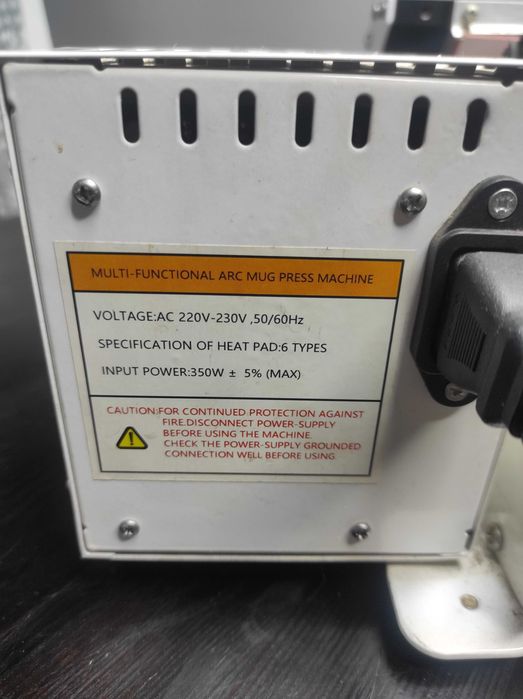 MULTI-FUNCTIONAL ARC MUG PRESS MACHINE
VOLTAGE:AC 220V-230V ,50/60Hz
SPECIFICATION OF HEAT PAD:6 TYPES
INPUT POWER:350W ± 5% (MAX)
CAUTION:FOR CONTINUED PROTECTION AGAINST
FIRE.DISCONNECT POWER-SUPPLY
BEFORE USING THE MACHINE.
CHECK THE POWER-SUPPLY GROUNDED
CONNECTION WELL BEFORE USING.